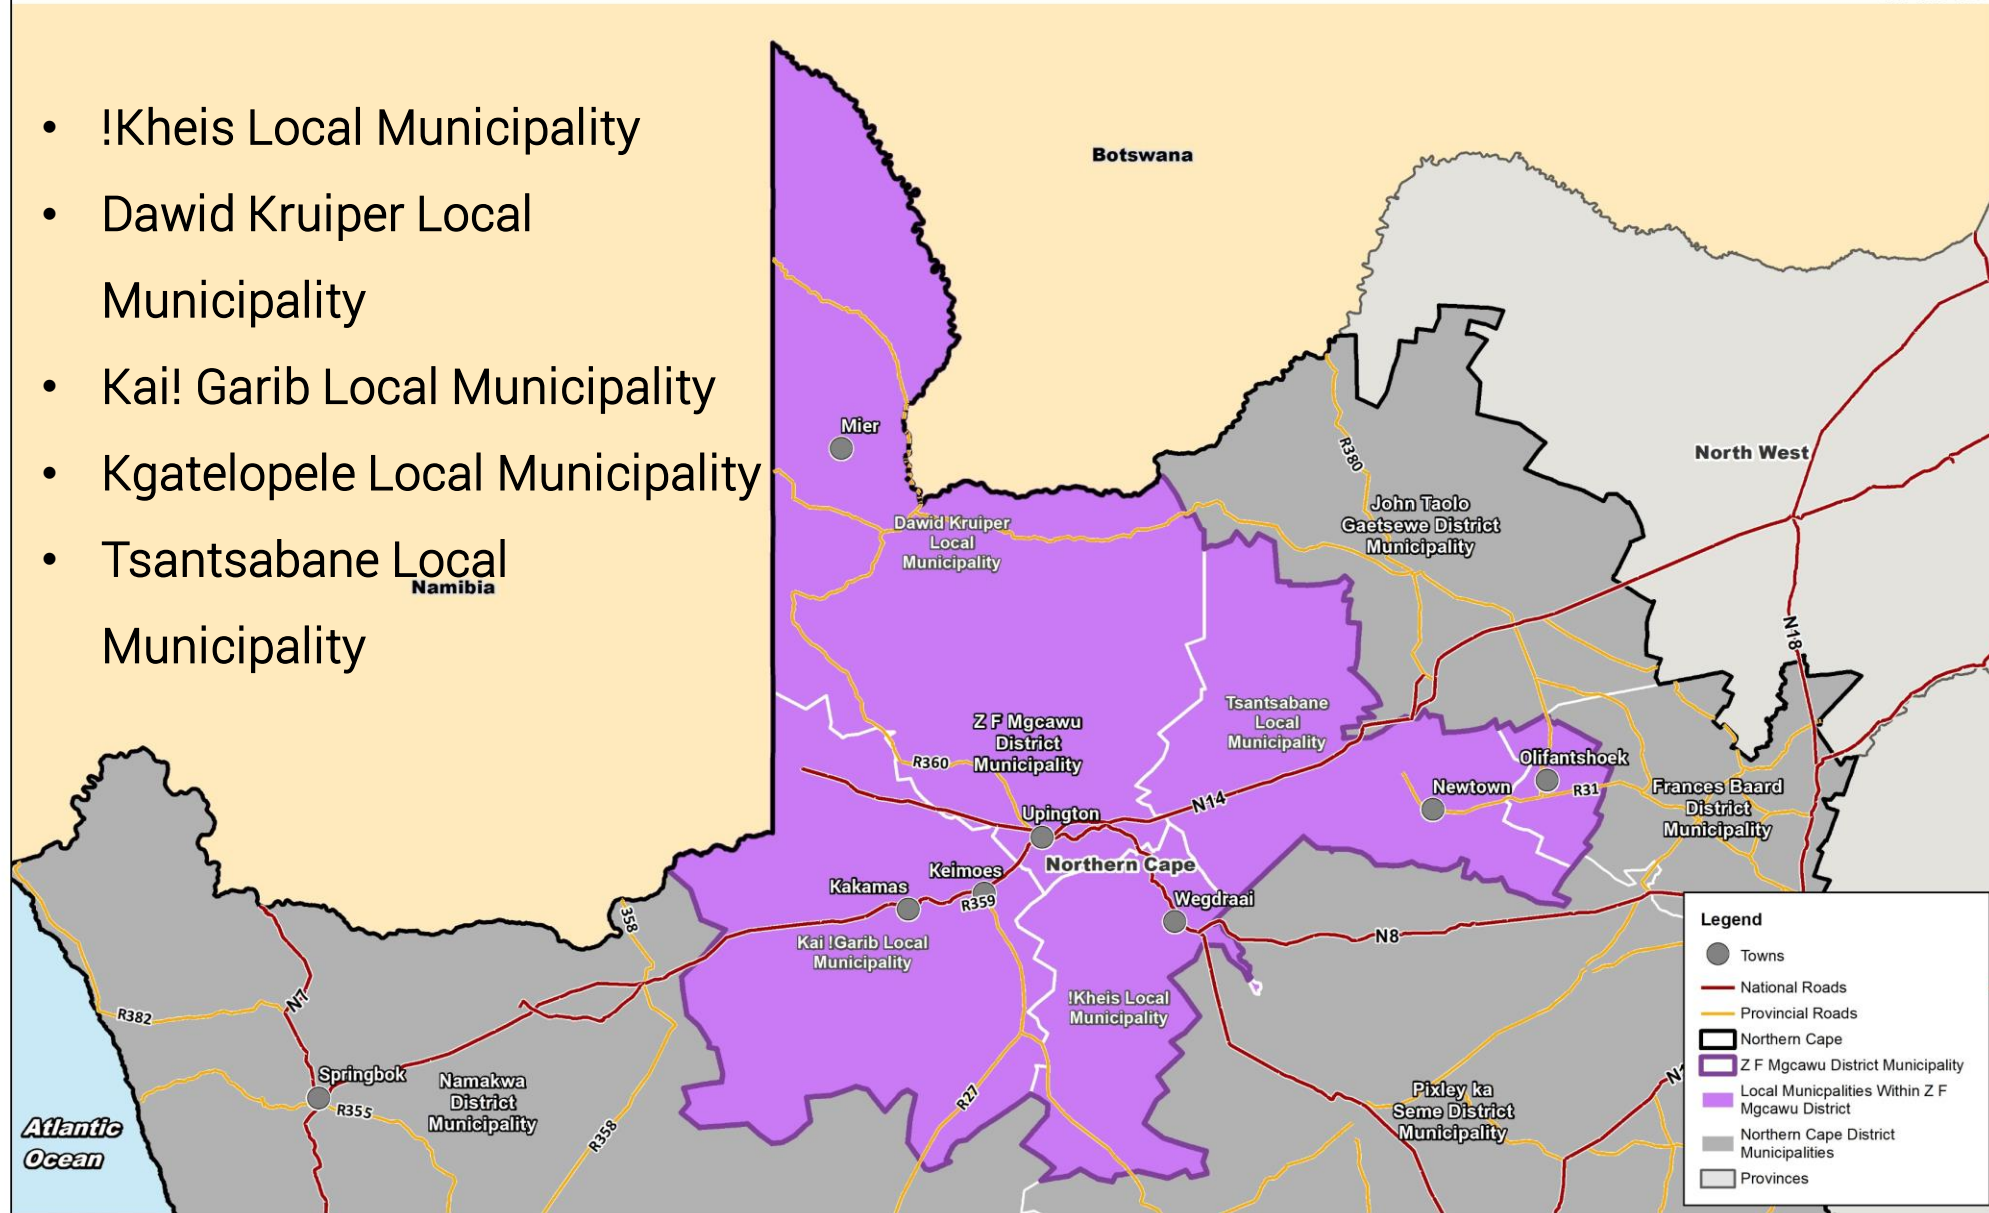 • !Kheis Local Municipality
• Dawid Kruiper Local
Municipality
• Kai! Garib Local Municipality
• Kgatelopele Local Municipality
• Tsantsabane Local
Municipality
Namibia
Botswana
North West
Mier
R380
John Taolo
Gaetsewe District
Municipality
Dawid Kruiper
Local
Municipality
N18
Tsantsabane
Local
Municipality
Z F Mgcawu
District
Municipality
R360
Olifantshoek
Newtown
R31
Frances Baard
District
Municipality
N14
Upington
Northern Cape
Keimoes
Kakamas
R359
Wegdraai
358
N8
Kai !Garib Local
Municipality
!Kheis Local
Municipality
R382
N7
Springbok
R355
Namakwa
District
Municipality
R358
R27
Pixley ka
Seme District
Municipality
Atlantic
Ocean
Legend
Towns
National Roads
Provincial Roads
Northern Cape
Z F Mgcawu District Municipality
Local Municpalities Within Z F
Mgcawu District
Northern Cape District
Municipalities
Provinces